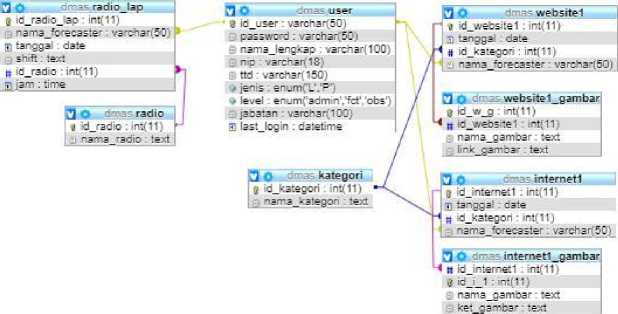 dmas radio_lap
id_radio_lap : int(11)
nama_forecaster : varchar(50)
tanggal : date
shift : text
id_radio : int(11)
jam : time
dmas radio
id_radio : int(11)
nama_radio : text
dmas user
id_user : varchar(50)
password : varchar(50)
nama_lengkap : varchar(100)
nip : varchar(18)
ttd : varchar(150)
jenis : enum('L','P')
level : enum('admin','fct','obs')
jabatan : varchar(100)
last_login : datetime
dmas kategori
id_kategori : int(11)
nama_kategori : text
dmas website1
id_website1 : int(11)
tanggal : date
id_kategori : int(11)
nama_forecaster : varchar(50)
dmas website1_gambar
id_w_g : int(11)
id_website1 : int(11)
nama_gambar : text
link_gambar : text
dmas internet1
id_internet1 : int(11)
tanggal : date
id_kategori : int(11)
nama_forecaster : varchar(50)
dmas internet1_gambar
id_internet1 : int(11)
id_i_1 : int(11)
nama_gambar : text
ket_gambar : text